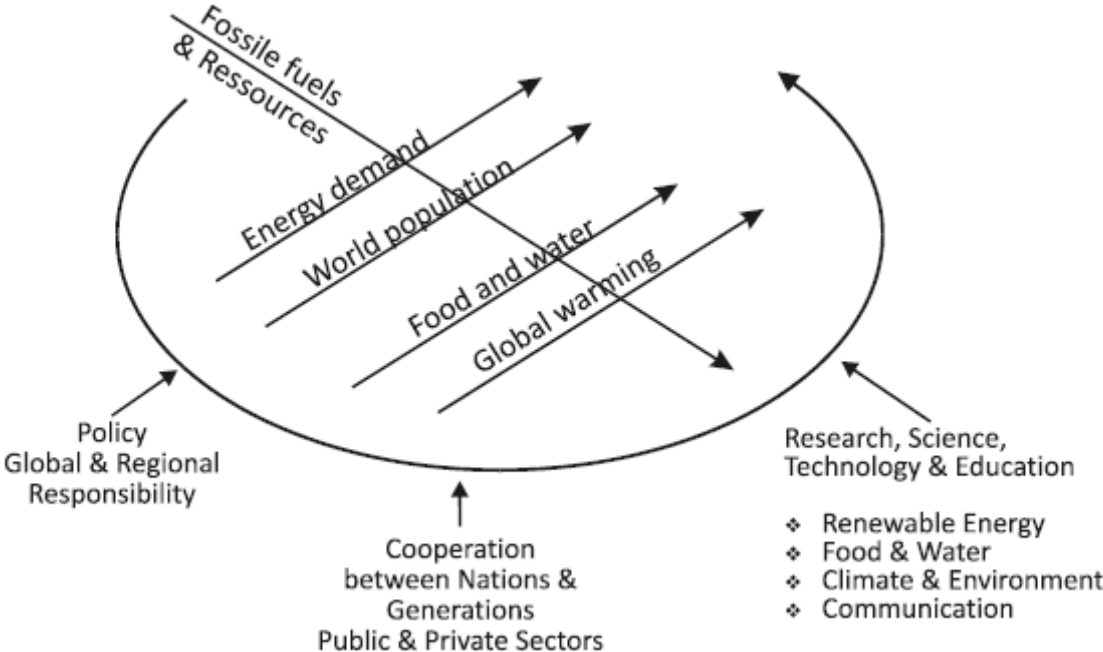 Fossile fuels
& Ressources
Energy demand
World population
Food and water
Global warming
Policy
Global & Regional
Responsibility
Cooperation
between Nations &
Generations
Public & Private Sectors
Research, Science,
Technology & Education
❖ Renewable Energy
❖ Food & Water
❖ Climate & Environment
❖ Communication